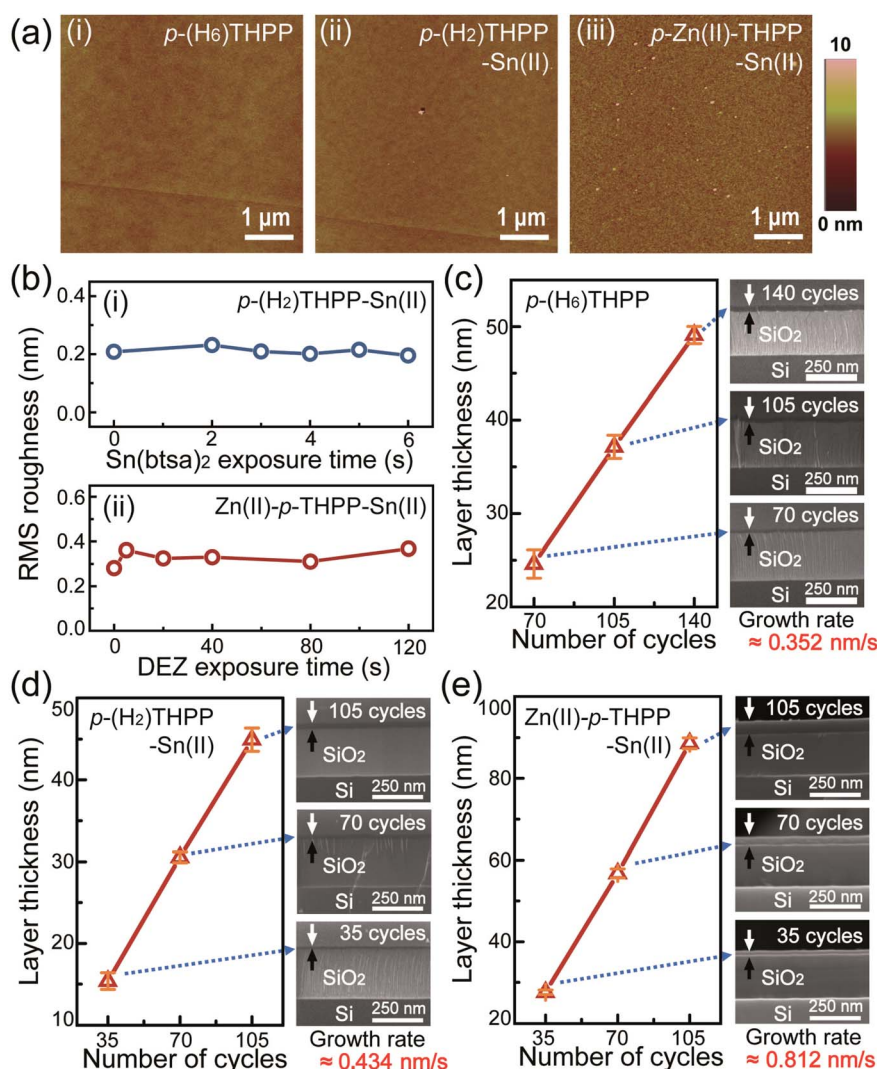 (a)
(i)
p-(H6)THPP
(ii)
p-(H2)THPP
-Sn(II)
(iii)
p-Zn(II)-THPP
-Sn(II)
1 µm
1 µm
1 µm
10
0 nm
(b)
RMS roughness (nm)
(i)
p-(H2)THPP-Sn(II)
0.4
0.2
0.0
0
2
4
6
Sn(btsa)2 exposure time (s)
(ii)
Zn(II)-p-THPP-Sn(II)
0.6
0.4
0.2
0.0
0
40
80
120
DEZ exposure time (s)
(c)
p-(H6)THPP
Layer thickness (nm)
50
40
30
20
70
105
140
Number of cycles
140 cycles
SiO2
Si
250 nm
105 cycles
SiO2
Si
250 nm
70 cycles
SiO2
Si
250 nm
Growth rate
≈ 0.352 nm/s
(d)
p-(H2)THPP
-Sn(II)
Layer thickness (nm)
50
40
30
20
10
35
70
105
Number of cycles
105 cycles
SiO2
Si
250 nm
70 cycles
SiO2
Si
250 nm
35 cycles
SiO2
Si
250 nm
Growth rate
≈ 0.434 nm/s
(e)
Zn(II)-p-THPP
-Sn(II)
Layer thickness (nm)
100
80
60
40
20
35
70
105
Number of cycles
105 cycles
SiO2
Si
250 nm
70 cycles
SiO2
Si
250 nm
35 cycles
SiO2
Si
250 nm
Growth rate
≈ 0.812 nm/s